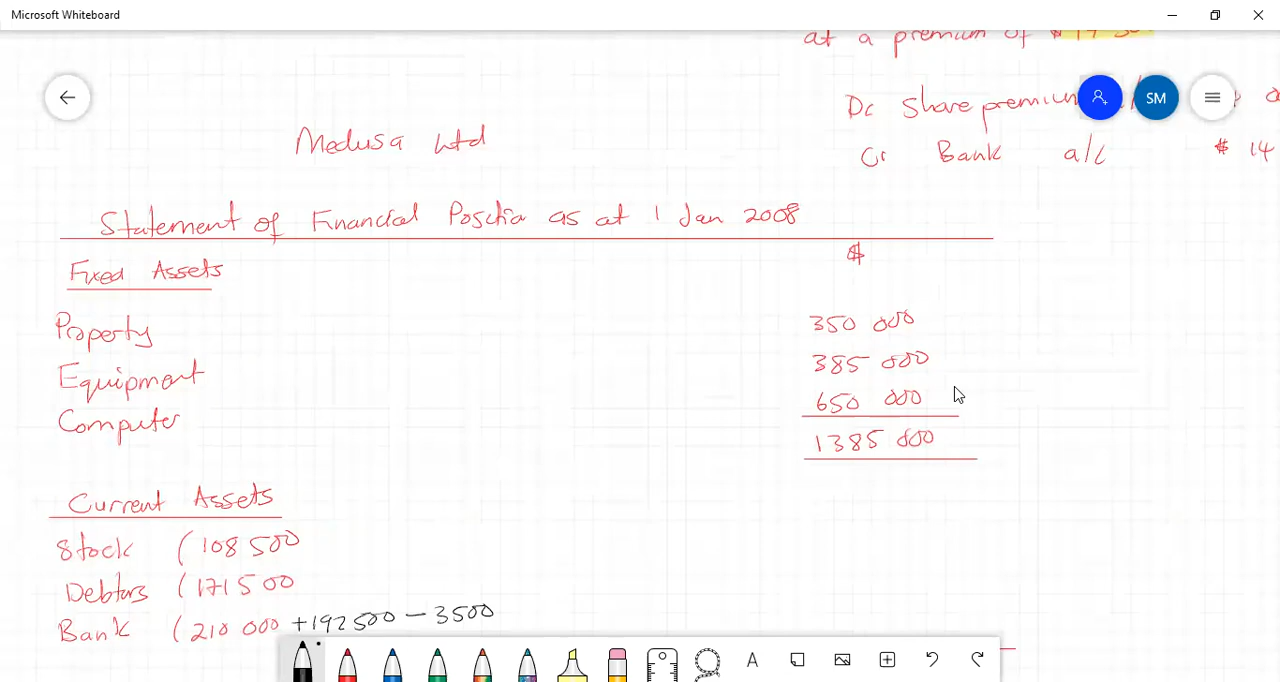 Microsoft Whiteboard
at a premium of $
Dr Share premium
SM
Medusa Ltd
Cr Bank a/c $ 14
Statement of Financial Position as at 1 Jan 2008
$
Fixed Assets
Property 350 000
Equipment 385 000
Computer 650 000
1385 000
Current Assets
Stock (108 500
Debtors (171 500
Bank (210 000 +192 500 - 3500
A